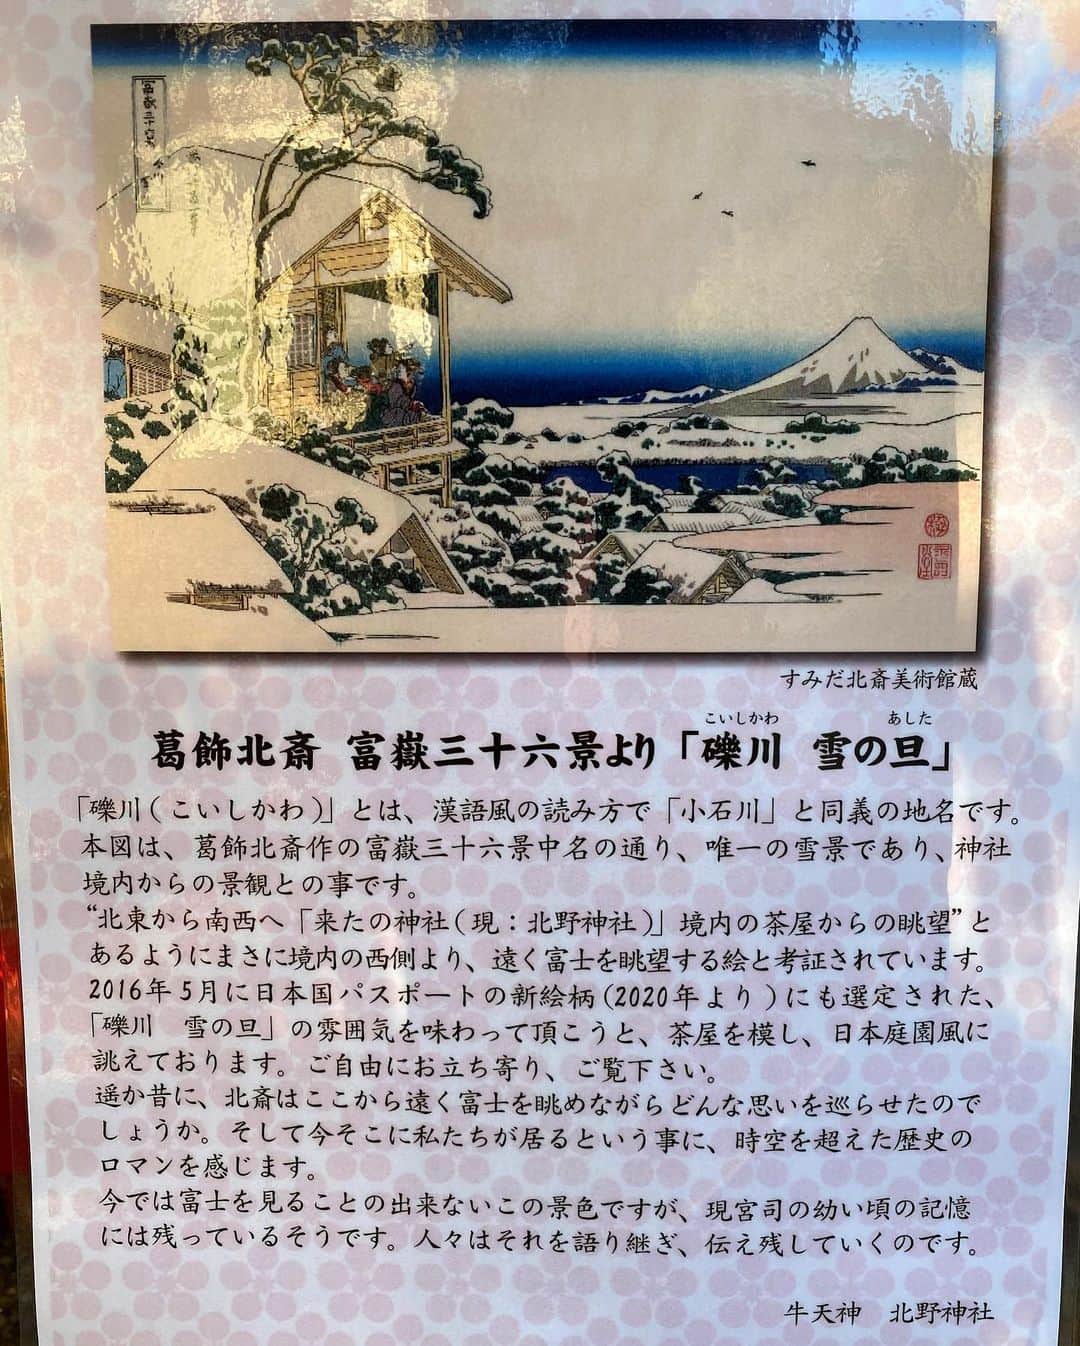 冨嶽三十六景
すみだ北斎美術館蔵
こいしかわ あした
葛飾北斎 富嶽三十六景より「礫川 雪の旦」
「礫川(こいしかわ)」とは、漢語風の読み方で「小石川」と同義の地名です。
本図は、葛飾北斎作の富嶽三十六景中名の通り、唯一の雪景であり、神社
境内からの景観との事です。
“北東から南西へ「来たの神社(現:北野神社)」境内の茶屋からの眺望”と
あるようにまさに境内の西側より、遠く富士を眺望する絵と考証されています。
2016年5月に日本国パスポートの新絵柄(2020年より)にも選定された、
「礫川 雪の旦」の雰囲気を味わって頂こうと、茶屋を模し、日本庭園風に
誂えております。ご自由にお立ち寄り、ご覧下さい。
遥か昔に、北斎はここから遠く富士を眺めながらどんな思いを巡らせたので
しょうか。そして今そこに私たちが居るという事に、時空を超えた歴史の
ロマンを感じます。
今では富士を見ることの出来ないこの景色ですが、現宮司の幼い頃の記憶
には残っているそうです。人々はそれを語り継ぎ、伝え残していくのです。
牛天神 北野神社